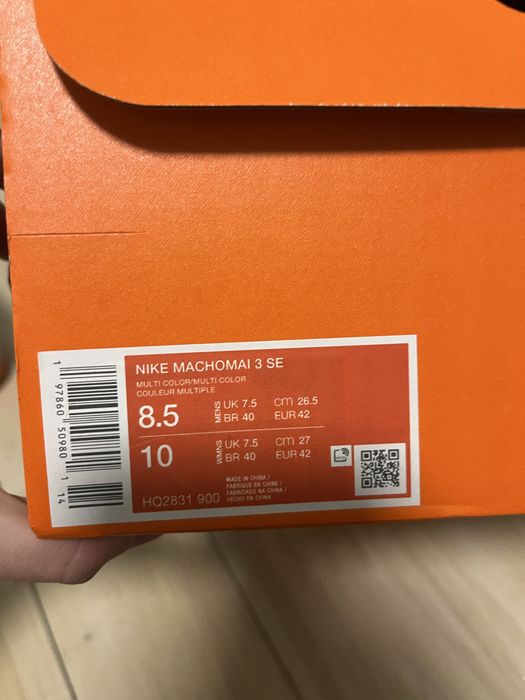 NIKE MACHOMAI 3 SE
MULTI COLOR/MULTI COLOR
COULEUR MULTIPLE
8.5 MENS UK 7.5 cm 26.5
BR 40 EUR 42
10 WMNS UK 7.5 cm 27
BR 40 EUR 42
HQ2831 900
MADE IN CHINA /
FABRIQUE EN CHINE /
FABRICADO NA CHINA /
HECHO EN CHINA
1 97860 50980 1 14